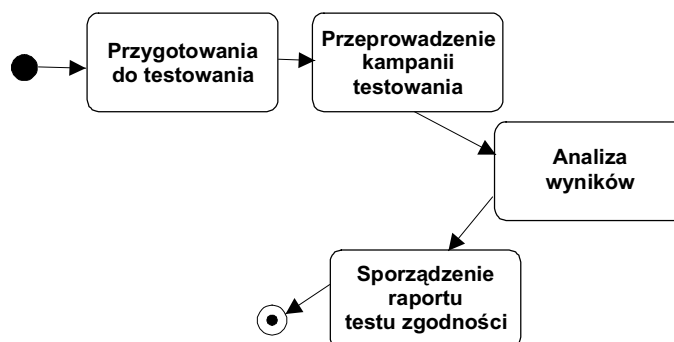 Przygotowania
do testowania
Przeprowadzenie
kampanii
testowania
Analiza
wyników
Sporządzenie
raportu
testu zgodności